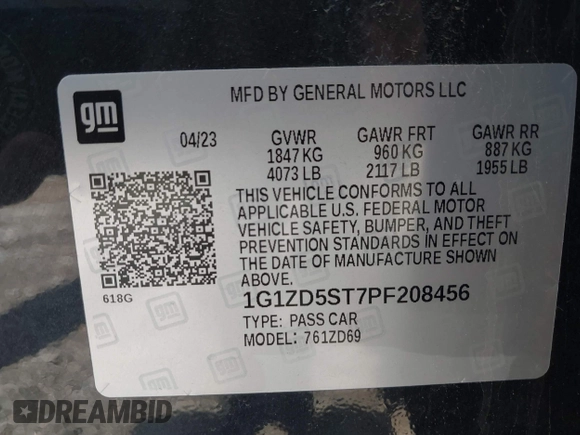 gm
MFD BY GENERAL MOTORS LLC
04/23 GVWR GAWR FRT GAWR RR
1847 KG 960 KG 887 KG
4073 LB 2117 LB 1955 LB
THIS VEHICLE CONFORMS TO ALL
APPLICABLE U.S. FEDERAL MOTOR
VEHICLE SAFETY, BUMPER, AND THEFT
PREVENTION STANDARDS IN EFFECT ON
THE DATE OF MANUFACTURE SHOWN
ABOVE.
618G
1G1ZD5ST7PF208456
TYPE: PASS CAR
MODEL: 761ZD69
DREAMBID